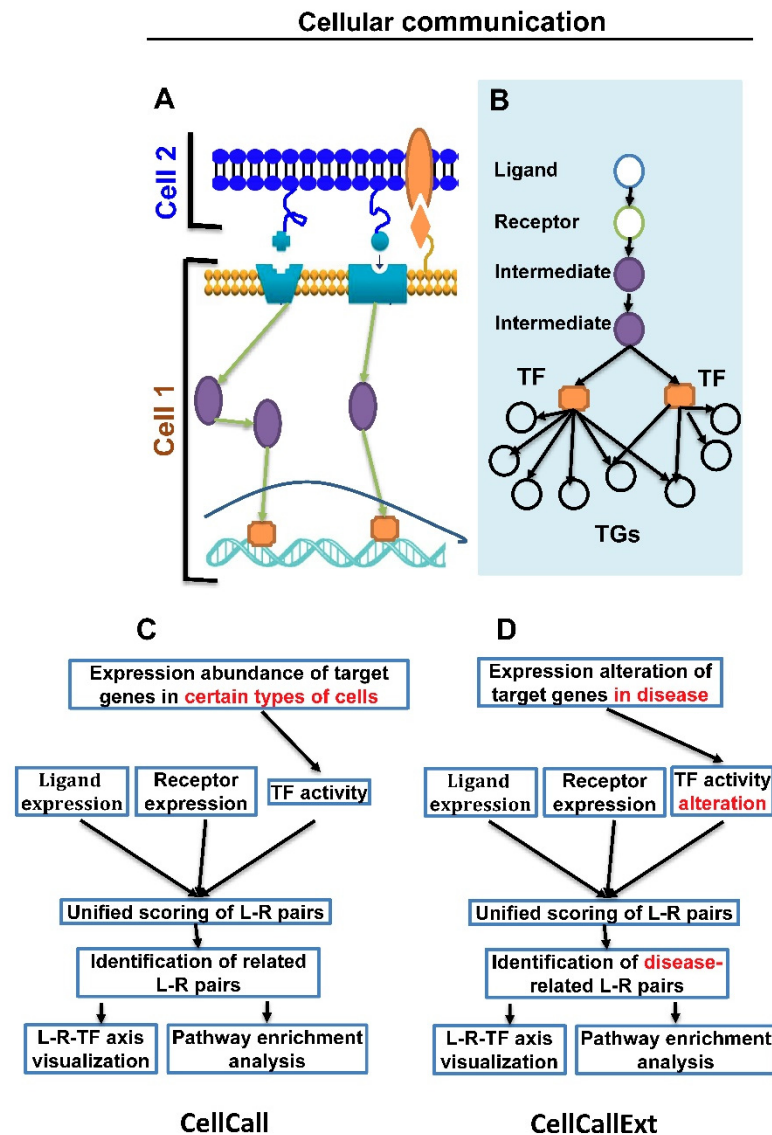 Cellular communication
A
Cell 2
Cell 1
B
Ligand
Receptor
Intermediate
Intermediate
TF
TF
TGs
C
Expression abundance of target
genes in certain types of cells
Ligand
expression
Receptor
expression
TF activity
Unified scoring of L-R pairs
Identification of related
L-R pairs
L-R-TF axis
visualization
Pathway enrichment
analysis
CellCall
D
Expression alteration of
target genes in disease
Ligand
expression
Receptor
expression
TF activity
alteration
Unified scoring of L-R pairs
Identification of disease-
related L-R pairs
L-R-TF axis
visualization
Pathway enrichment
analysis
CellCallExt